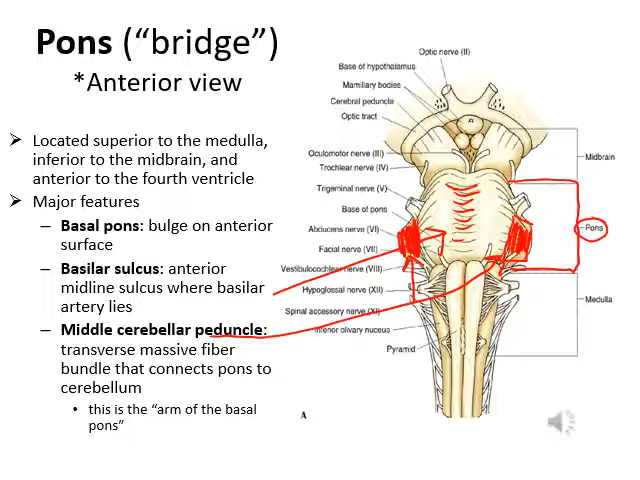 Pons (“bridge”)
*Anterior view
➤ Located superior to the medulla,
inferior to the midbrain, and
anterior to the fourth ventricle
➤ Major features
– Basal pons: bulge on anterior
surface
– Basilar sulcus: anterior
midline sulcus where basilar
artery lies
– Middle cerebellar peduncle:
transverse massive fiber
bundle that connects pons to
cerebellum
• this is the “arm of the basal
pons”
Optic nerve (II)
Base of hypothalamus
Mamillary bodies
Cerebral peduncle
Optic tract
Oculomotor nerve (III)
Trochlear nerve (IV)
Trigeminal nerve (V)
Base of pons
Abducens nerve (VI)
Facial nerve (VII)
Vestibulocochlear nerve (VIII)
Hypoglossal nerve (XII)
Spinal accessory nerve (XI)
Inferior olivary nuceus
Pyramid
Midbrain
Pons
Medulla
A